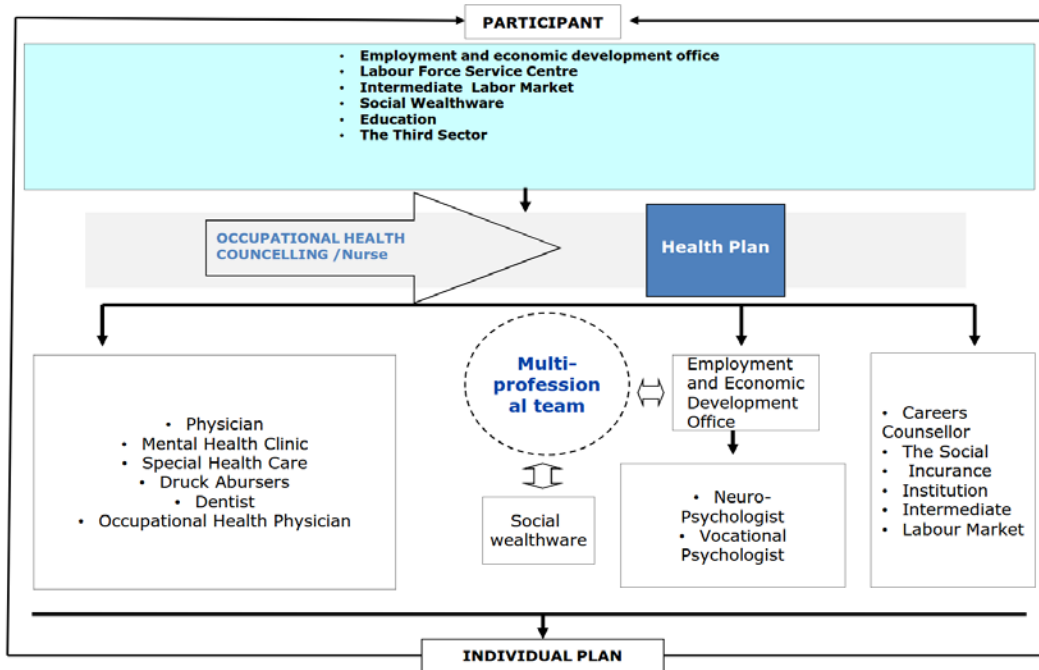 PARTICIPANT
• Employment and economic development office
• Labour Force Service Centre
• Intermediate Labor Market
• Social Wealthware
• Education
• The Third Sector
OCCUPATIONAL HEALTH
COUNCELLING /Nurse
Health Plan
• Physician
• Mental Health Clinic
• Special Health Care
• Druck Abursers
• Dentist
• Occupational Health Physician
Multi-
profession
al team
Social
wealthware
Employment
and Economic
Development
Office
• Neuro-
Psychologist
• Vocational
Psychologist
• Careers
Counsellor
• The Social
• Incurance
• Institution
• Intermediate
• Labour Market
INDIVIDUAL PLAN